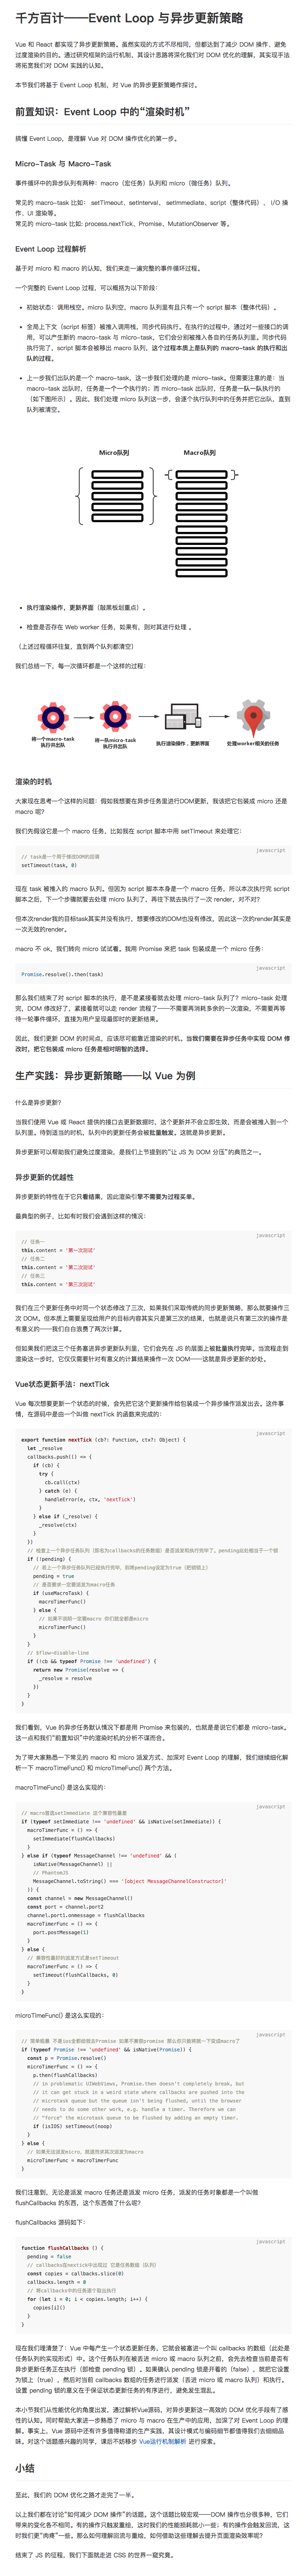 千方百计——Event Loop 与异步更新策略
Vue 和 React 都实现了异步更新策略。虽然实现的方式不尽相同，但都达到了减少 DOM 操作、避免
过度渲染的目的。通过研究框架的运行机制，其设计思路将深化我们对 DOM 优化的理解，其实现手法
将拓宽我们对 DOM 实践的认知。
本节我们将基于 Event Loop 机制，对 Vue 的异步更新策略作探讨。
前置知识：Event Loop 中的“渲染时机”
搞懂 Event Loop，是理解 Vue 对 DOM 操作优化的第一步。
Micro-Task 与 Macro-Task
事件循环中的异步队列有两种：macro（宏任务）队列和 micro（微任务）队列。
常见的 macro-task 比如： setTimeout、setInterval、 setImmediate、script（整体代码）、 I/O 操
作、UI 渲染等。
常见的 micro-task 比如: process.nextTick、Promise、MutationObserver 等。
Event Loop 过程解析
基于对 micro 和 macro 的认知，我们来走一遍完整的事件循环过程。
一个完整的 Event Loop 过程，可以概括为以下阶段：
初始状态：调用栈空。micro 队列空，macro 队列里有且只有一个 script 脚本（整体代码）。
全局上下文（script 标签）被推入调用栈，同步代码执行。在执行的过程中，通过对一些接口的调
用，可以产生新的 macro-task 与 micro-task，它们会分别被推入各自的任务队列里。同步代码
执行完了，script 脚本会被移出 macro 队列，这个过程本质上是队列的 macro-task 的执行和出
队的过程。
上一步我们出队的是一个 macro-task，这一步我们处理的是 micro-task。但需要注意的是：当
macro-task 出队时，任务是一个一个执行的；而 micro-task 出队时，任务是一队一队执行的
（如下图所示）。因此，我们处理 micro 队列这一步，会逐个执行队列中的任务并把它出队，直到
队列被清空。
Micro队列 Macro队列
执行渲染操作，更新界面（敲黑板划重点）。
检查是否存在 Web worker 任务，如果有，则对其进行处理 。
（上述过程循环往复，直到两个队列都清空）
我们总结一下，每一次循环都是一个这样的过程：
将一个macro-task
执行并出队
将一队micro-task
执行并出队
执行渲染操作，更新界面
处理worker相关的任务
渲染的时机
大家现在思考一个这样的问题：假如我想要在异步任务里进行DOM更新，我该把它包装成 micro 还是
macro 呢？
我们先假设它是一个 macro 任务，比如我在 script 脚本中用 setTimeout 来处理它：
javascript
// task是一个用于修改DOM的回调
setTimeout(task, 0)
现在 task 被推入的 macro 队列。但因为 script 脚本本身是一个 macro 任务，所以本次执行完 script
脚本之后，下一个步骤就要去处理 micro 队列了，再往下就去执行了一次 render，对不对？
但本次render我的目标task其实并没有执行，想要修改的DOM也没有修改，因此这一次的render其实是
一次无效的render。
macro 不 ok，我们转向 micro 试试看。我用 Promise 来把 task 包装成是一个 micro 任务：
javascript
Promise.resolve().then(task)
那么我们结束了对 script 脚本的执行，是不是紧接着就去处理 micro-task 队列了？micro-task 处理
完，DOM 修改好了，紧接着就可以走 render 流程了——不需要再消耗多余的一次渲染，不需要再等
待一轮事件循环，直接为用户呈现最即时的更新结果。
因此，我们更新 DOM 的时间点，应该尽可能靠近渲染的时机。当我们需要在异步任务中实现 DOM 修
改时，把它包装成 micro 任务是相对明智的选择。
生产实践：异步更新策略——以 Vue 为例
什么是异步更新？
当我们使用 Vue 或 React 提供的接口去更新数据时，这个更新并不会立即生效，而是会被推入到一个
队列里。待到适当的时机，队列中的更新任务会被批量触发。这就是异步更新。
异步更新可以帮助我们避免过度渲染，是我们上节提到的“让 JS 为 DOM 分压”的典范之一。
异步更新的优越性
异步更新的特性在于它只看结果，因此渲染引擎不需要为过程买单。
最典型的例子，比如有时我们会遇到这样的情况：
javascript
// 任务一
this.content = '第一次测试'
// 任务二
this.content = '第二次测试'
// 任务三
this.content = '第三次测试'
我们在三个更新任务中对同一个状态修改了三次，如果我们采取传统的同步更新策略，那么就要操作三
次 DOM。但本质上需要呈现给用户的目标内容其实只是第三次的结果，也就是说只有第三次的操作是
有意义的——我们白白浪费了两次计算。
但如果我们把这三个任务塞进异步更新队列里，它们会先在 JS 的层面上被批量执行完毕。当流程走到
渲染这一步时，它仅仅需要针对有意义的计算结果操作一次 DOM——这就是异步更新的妙处。
Vue状态更新手法：nextTick
Vue 每次想要更新一个状态的时候，会先把它这个更新操作给包装成一个异步操作派发出去。这件事
情，在源码中是由一个叫做 nextTick 的函数来完成的：
javascript
export function nextTick (cb?: Function, ctx?: Object) {
let _resolve
callbacks.push(() => {
if (cb) {
try {
cb.call(ctx)
} catch (e) {
handleError(e, ctx, 'nextTick')
}
} else if (_resolve) {
_resolve(ctx)
}
})
// 检查上一个异步任务队列（即名为callbacks的任务数组）是否派发和执行完毕了。pending此处相当于一个锁
if (!pending) {
// 若上一个异步任务队列已经执行完毕，则将pending设定为true（把锁锁上）
pending = true
// 是否要求一定要派发为macro任务
if (useMacroTask) {
macroTimerFunc()
} else {
// 如果不说明一定要macro 你们就全都是micro
microTimerFunc()
}
}
// $flow-disable-line
if (!cb && typeof Promise !== 'undefined') {
return new Promise(resolve => {
_resolve = resolve
})
}
}
我们看到，Vue 的异步任务默认情况下都是用 Promise 来包装的，也就是是说它们都是 micro-task。
这一点和我们“前置知识”中的渲染时机的分析不谋而合。
为了带大家熟悉一下常见的 macro 和 micro 派发方式、加深对 Event Loop 的理解，我们继续细化解
析一下 macroTimeFunc() 和 microTimeFunc() 两个方法。
macroTimeFunc() 是这么实现的：
javascript
// macro首选setImmediate 这个兼容性最差
if (typeof setImmediate !== 'undefined' && isNative(setImmediate)) {
macroTimerFunc = () => {
setImmediate(flushCallbacks)
}
} else if (typeof MessageChannel !== 'undefined' && (
isNative(MessageChannel) ||
// PhantomJS
MessageChannel.toString() === '[object MessageChannelConstructor]'
)) {
const channel = new MessageChannel()
const port = channel.port2
channel.port1.onmessage = flushCallbacks
macroTimerFunc = () => {
port.postMessage(1)
}
} else {
// 兼容性最好的派发方式是setTimeout
macroTimerFunc = () => {
setTimeout(flushCallbacks, 0)
}
}
microTimeFunc() 是这么实现的：
javascript
// 简单粗暴 不是ios全都给我去Promise 如果不兼容promise 那么你只能将就一下变成macro了
if (typeof Promise !== 'undefined' && isNative(Promise)) {
const p = Promise.resolve()
microTimerFunc = () => {
p.then(flushCallbacks)
// in problematic UIWebViews, Promise.then doesn't completely break, but
// it can get stuck in a weird state where callbacks are pushed into the
// microtask queue but the queue isn't being flushed, until the browser
// needs to do some other work, e.g. handle a timer. Therefore we can
// "force" the microtask queue to be flushed by adding an empty timer.
if (isIOS) setTimeout(noop)
}
} else {
// 如果无法派发micro，就退而求其次派发为macro
microTimerFunc = macroTimerFunc
}
我们注意到，无论是派发 macro 任务还是派发 micro 任务，派发的任务对象都是一个叫做
flushCallbacks 的东西，这个东西做了什么呢？
flushCallbacks 源码如下：
javascript
function flushCallbacks () {
pending = false
// callbacks在nextick中出现过 它是任务数组（队列）
const copies = callbacks.slice(0)
callbacks.length = 0
// 将callbacks中的任务逐个取出执行
for (let i = 0; i < copies.length; i++) {
copies[i]()
}
}
现在我们理清楚了：Vue 中每产生一个状态更新任务，它就会被塞进一个叫 callbacks 的数组（此处是
任务队列的实现形式）中。这个任务队列在被丢进 micro 或 macro 队列之前，会先去检查当前是否有
异步更新任务正在执行（即检查 pending 锁）。如果确认 pending 锁是开着的（false），就把它设置
为锁上（true），然后对当前 callbacks 数组的任务进行派发（丢进 micro 或 macro 队列）和执行。
设置 pending 锁的意义在于保证状态更新任务的有序进行，避免发生混乱。
本小节我们从性能优化的角度出发，通过解析Vue源码，对异步更新这一高效的 DOM 优化手段有了感
性的认知。同时帮助大家进一步熟悉了 micro 与 macro 在生产中的应用，加深了对 Event Loop 的理
解。事实上，Vue 源码中还有许多值得称道的生产实践，其设计模式与编码细节都值得我们去细细品
味。对这个话题感兴趣的同学，课后不妨移步 Vue运行机制解析 进行探索。
小结
至此，我们的 DOM 优化之路才走完了一半。
以上我们都在讨论“如何减少 DOM 操作”的话题。这个话题比较宏观——DOM 操作也分很多种，它们
带来的变化各不相同。有的操作只触发重绘，这时我们的性能损耗就小一些；有的操作会触发回流，这
时我们更“肉疼”一些。那么如何理解回流与重绘，如何借助这些理解去提升页面渲染效率呢？
结束了 JS 的征程，我们下面就走进 CSS 的世界一窥究竟。